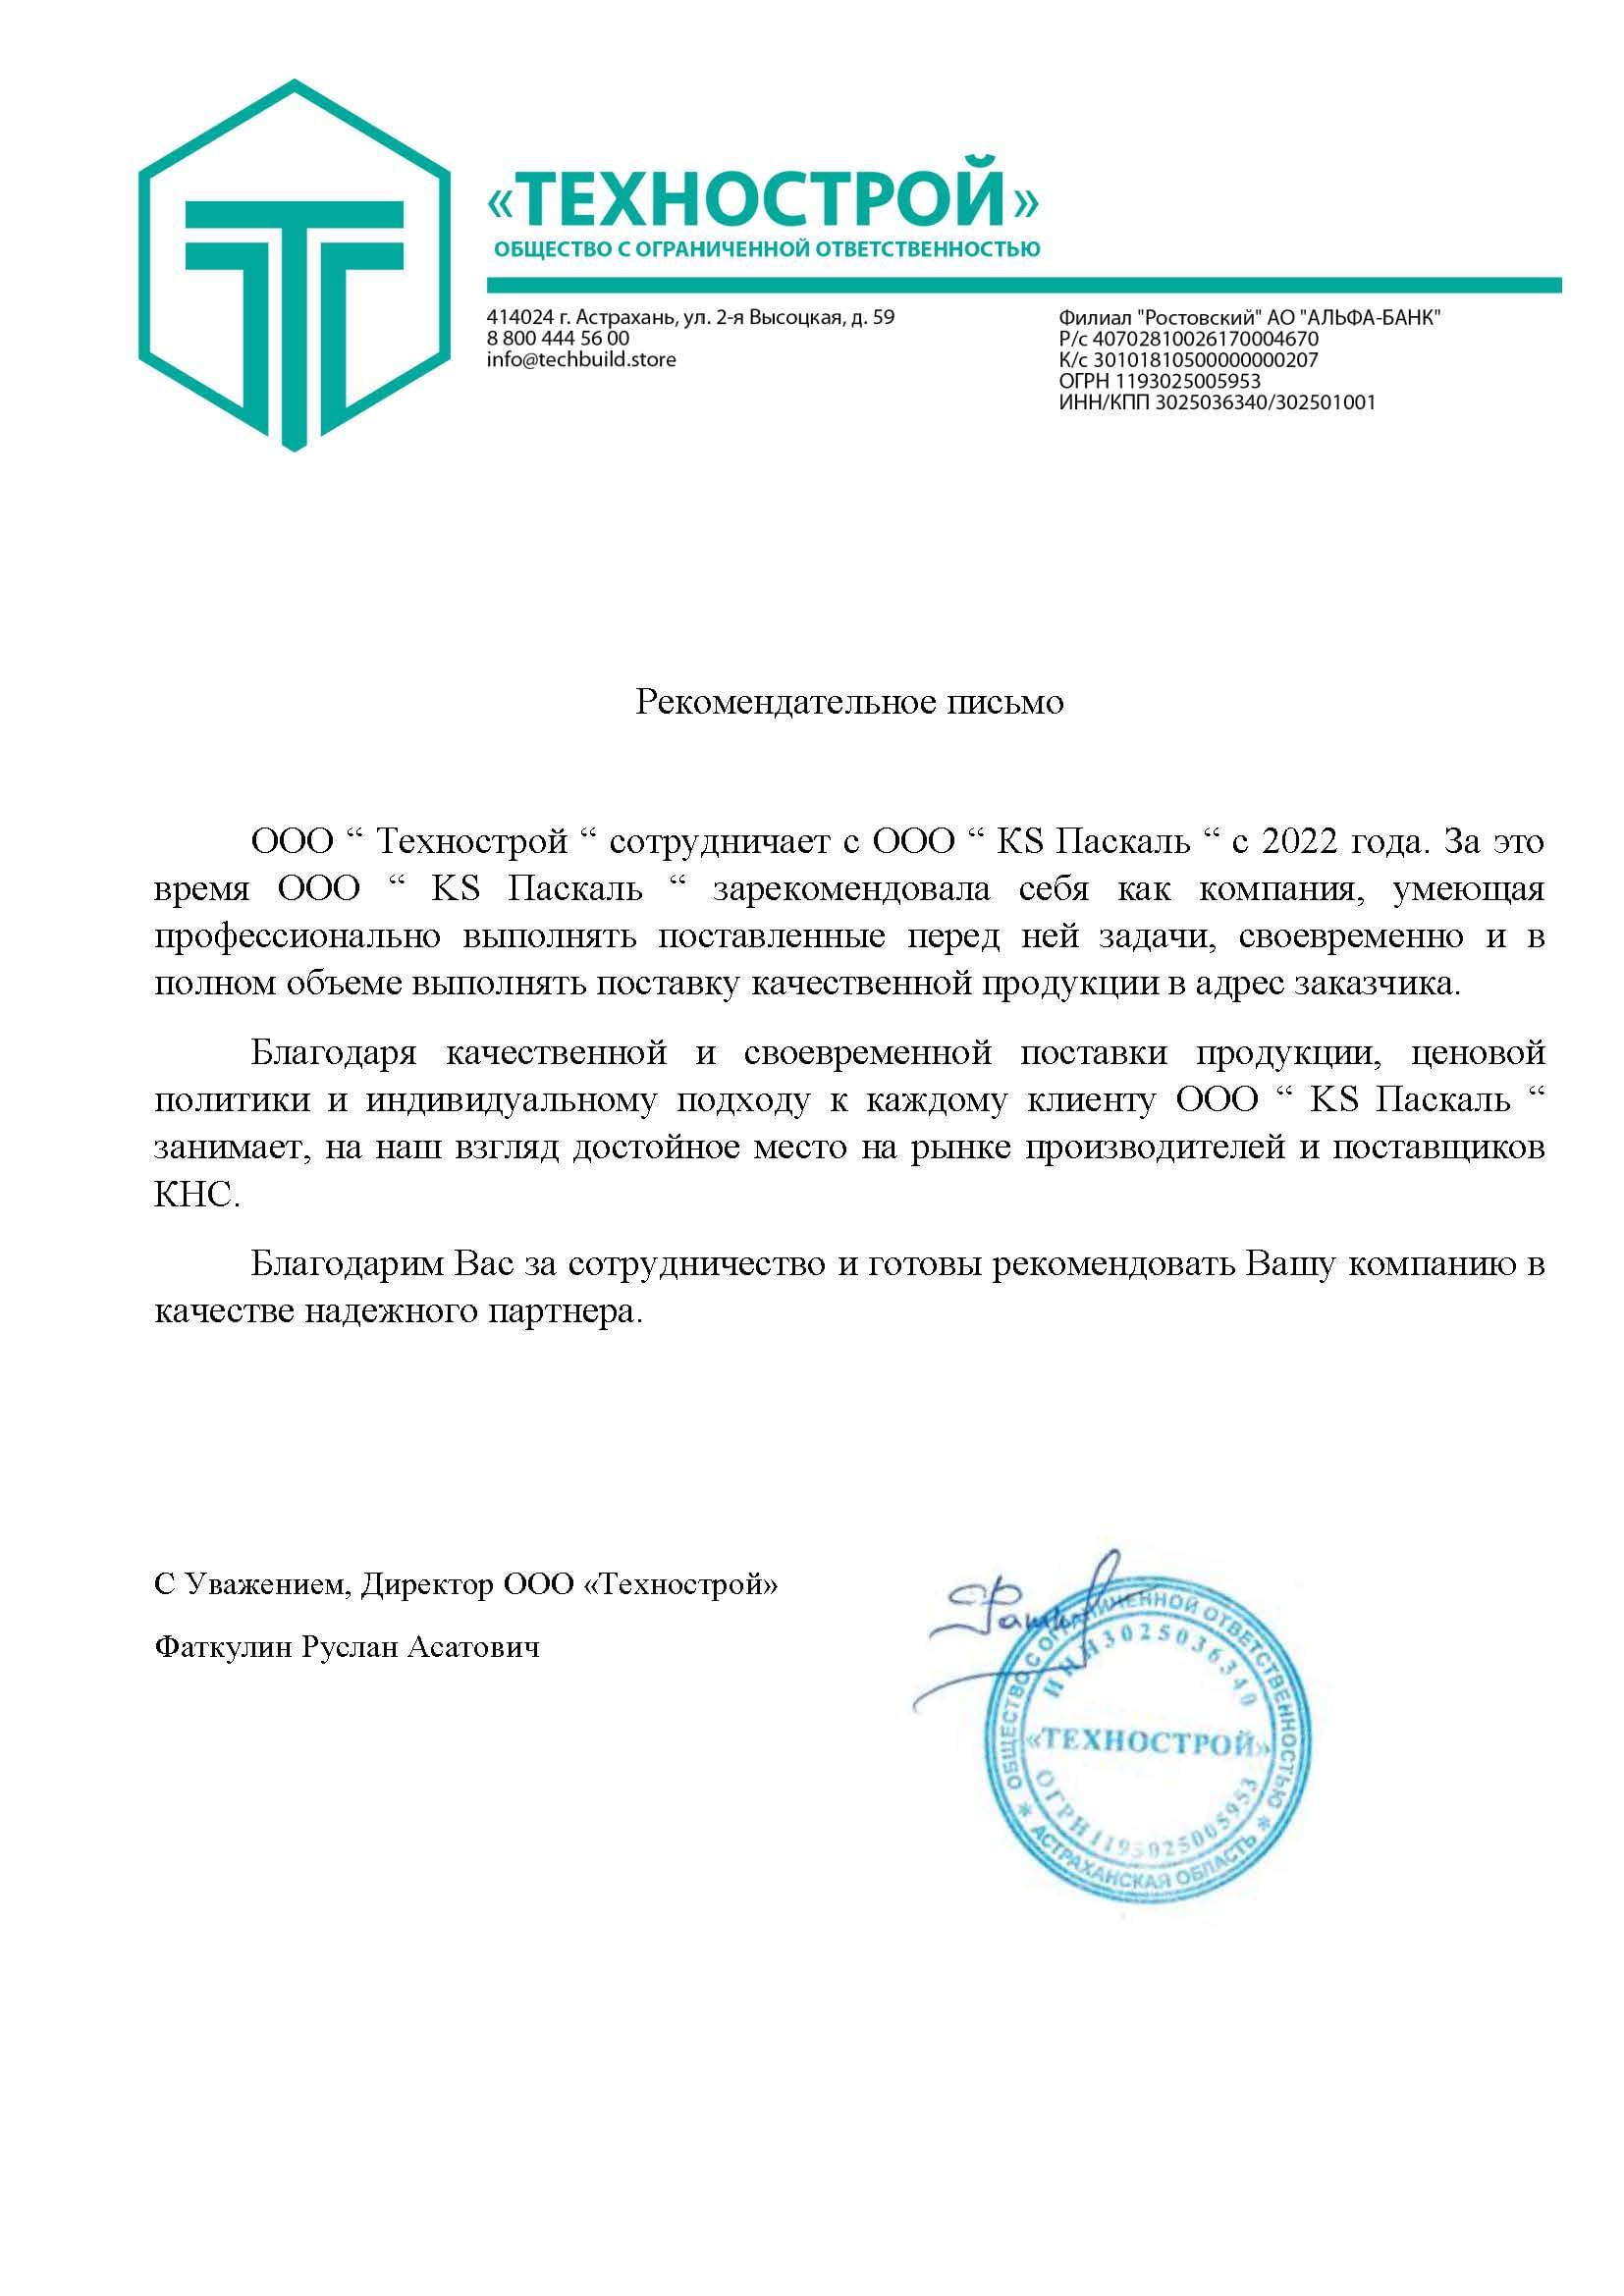 «ТЕХНОСТРОЙ»
ОБЩЕСТВО С ОГРАНИЧЕННОЙ ОТВЕТСТВЕННОСТЬЮ
414024 г. Астрахань, ул. 2-я Высоцкая, д. 59
8 800 444 56 00
info@techbuild.store
Филиал "Ростовский" АО "АЛЬФА-БАНК"
Р/с 40702810026170004670
К/с 30101810500000000207
ОГРН 1193025005953
ИНН/КПП 3025036340/302501001
Рекомендательное письмо
ООО “ Технострой “ сотрудничает с ООО “ KS Паскаль “ с 2022 года. За это
время ООО “ KS Паскаль “ зарекомендовала себя как компания, умеющая
профессионально выполнять поставленные перед ней задачи, своевременно и в
полном объеме выполнять поставку качественной продукции в адрес заказчика.
Благодаря качественной и своевременной поставки продукции, ценовой
политики и индивидуальному подходу к каждому клиенту ООО “ KS Паскаль “
занимает, на наш взгляд достойное место на рынке производителей и поставщиков
КНС.
Благодарим Вас за сотрудничество и готовы рекомендовать Вашу компанию в
качестве надежного партнера.
С Уважением, Директор ООО «Технострой»
Фаткулин Руслан Асатович
ОБЩЕСТВО С ОГРАНИЧЕННОЙ ОТВЕТСТВЕННОСТЬЮ
ИНН 3025036340
«ТЕХНОСТРОЙ»
ОГРН 1193025005953
* АСТРАХАНСКАЯ ОБЛАСТЬ *